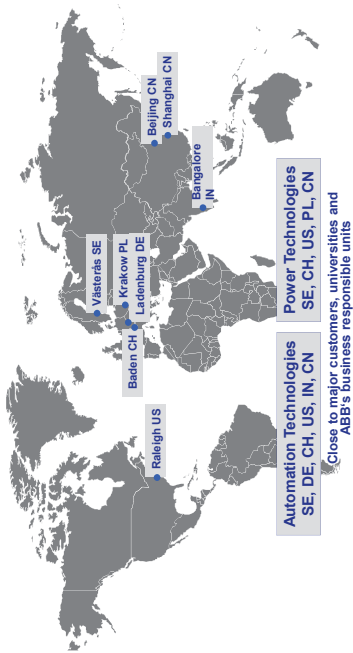 Västerås SE
Krakow PL
Ladenburg DE
Baden CH
Raleigh US
Beijing CN
Shanghai CN
Bangalore
IN
Automation Technologies
SE, DE, CH, US, IN, CN
Power Technologies
SE, CH, US, PL, CN
Close to major customers, universities and
ABB's business responsible units